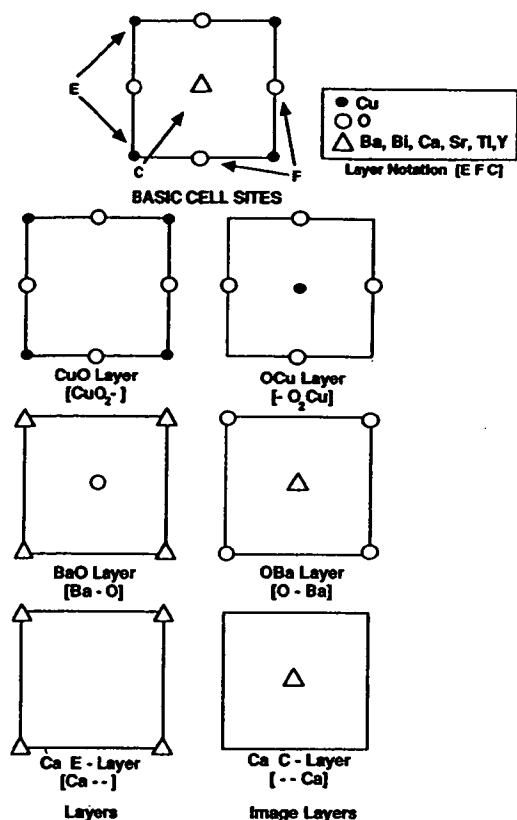 E
C
F
BASIC CELL SITES
Cu
O
Ba, Bi, Ca, Sr, Tl, Y
Layer Notation [E F C]
CuO Layer
[CuO₂-]
OCu Layer
[- O₂Cu]
BaO Layer
[Ba - O]
OBa Layer
[O - Ba]
Ca E - Layer
[Ca - -]
Ca C - Layer
[- - Ca]
Layers
Image Layers